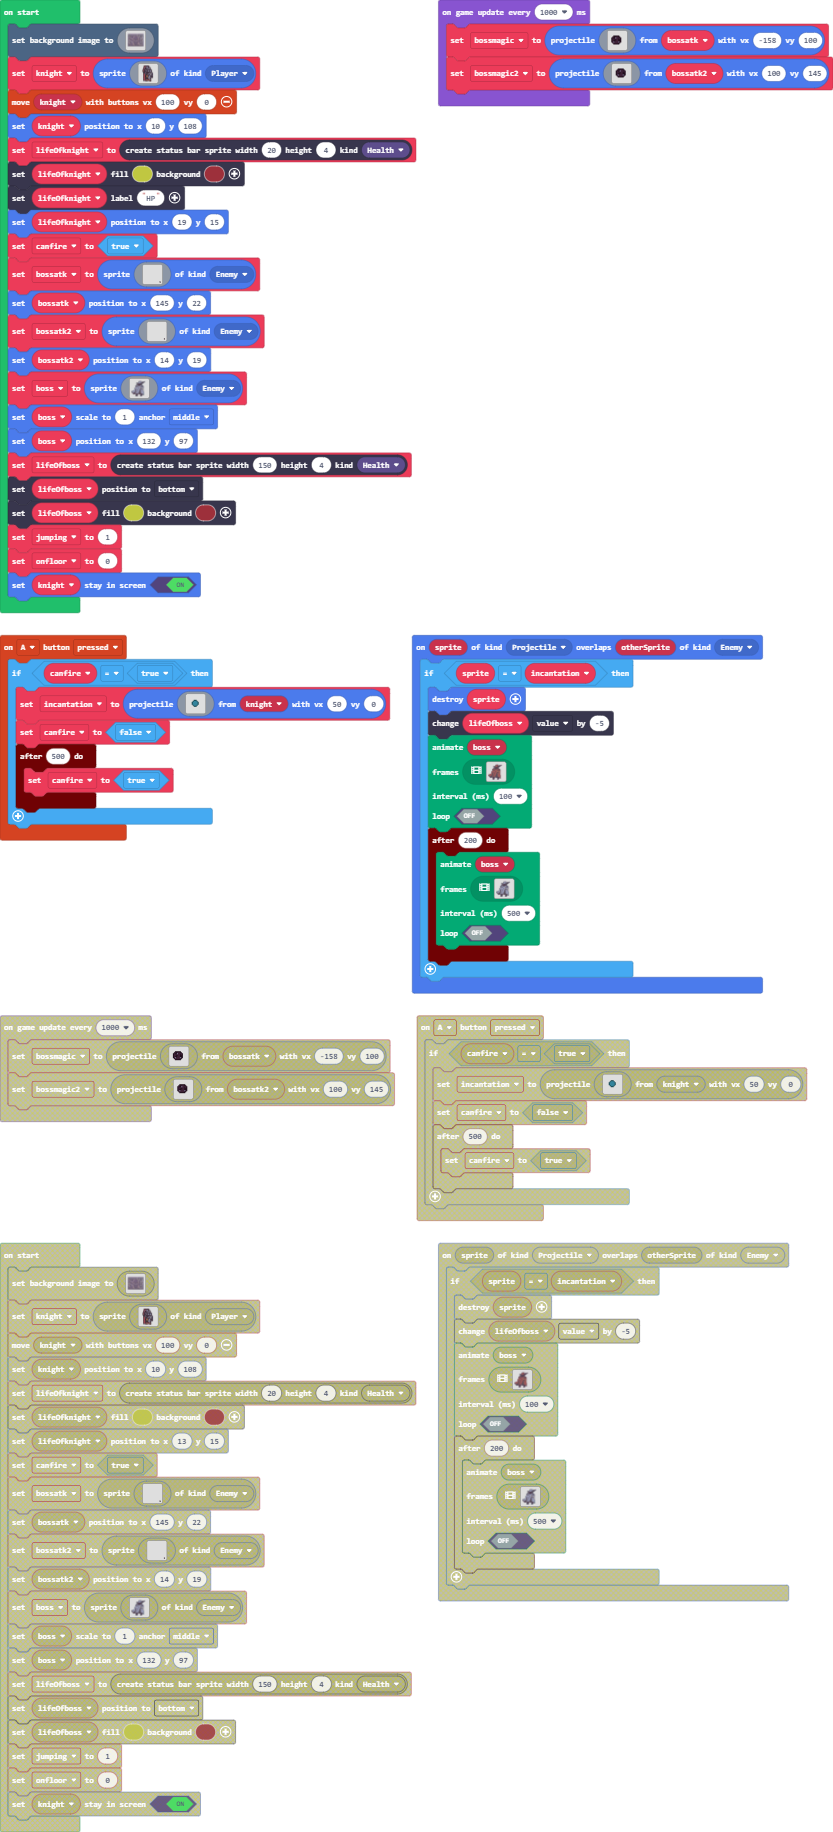 on start
set background image to
set knight to sprite of kind Player
move knight with buttons vx 100 vy 0
set knight position to x 10 y 108
set lifeOfknight to create status bar sprite width 20 height 4 kind Health
set lifeOfknight fill background
set lifeOfknight label "HP"
set lifeOfknight position to x 19 y 15
set canfire to true
set bossatk to sprite of kind Enemy
set bossatk position to x 145 y 22
set bossatk2 to sprite of kind Enemy
set bossatk2 position to x 14 y 19
set boss to sprite of kind Enemy
set boss scale to 1 anchor middle
set boss position to x 132 y 97
set lifeOfboss to create status bar sprite width 150 height 4 kind Health
set lifeOfboss position to bottom
set lifeOfboss fill background
set jumping to 1
set onfloor to 0
set knight stay in screen ON
on game update every 1000 ms
set bossmagic to projectile from bossatk with vx -158 vy 100
set bossmagic2 to projectile from bossatk2 with vx 100 vy 145
on A button pressed
if canfire = true then
set incantation to projectile from knight with vx 50 vy 0
set canfire to false
after 500 do
set canfire to true
on sprite of kind Projectile overlaps otherSprite of kind Enemy
if sprite = incantation then
destroy sprite
change lifeOfboss value by -5
animate boss
frames
interval (ms) 100
loop OFF
after 200 do
animate boss
frames
interval (ms) 500
loop OFF
on game update every 1000 ms
set bossmagic to projectile from bossatk with vx -158 vy 100
set bossmagic2 to projectile from bossatk2 with vx 100 vy 145
on A button pressed
if canfire = true then
set incantation to projectile from knight with vx 50 vy 0
set canfire to false
after 500 do
set canfire to true
on start
set background image to
set knight to sprite of kind Player
move knight with buttons vx 100 vy 0
set knight position to x 10 y 108
set lifeOfknight to create status bar sprite width 20 height 4 kind Health
set lifeOfknight fill background
set lifeOfknight position to x 13 y 15
set canfire to true
set bossatk to sprite of kind Enemy
set bossatk position to x 145 y 22
set bossatk2 to sprite of kind Enemy
set bossatk2 position to x 14 y 19
set boss to sprite of kind Enemy
set boss scale to 1 anchor middle
set boss position to x 132 y 97
set lifeOfboss to create status bar sprite width 150 height 4 kind Health
set lifeOfboss position to bottom
set lifeOfboss fill background
set jumping to 1
set onfloor to 0
set knight stay in screen ON
on sprite of kind Projectile overlaps otherSprite of kind Enemy
if sprite = incantation then
destroy sprite
change lifeOfboss value by -5
animate boss
frames
interval (ms) 100
loop OFF
after 200 do
animate boss
frames
interval (ms) 500
loop OFF